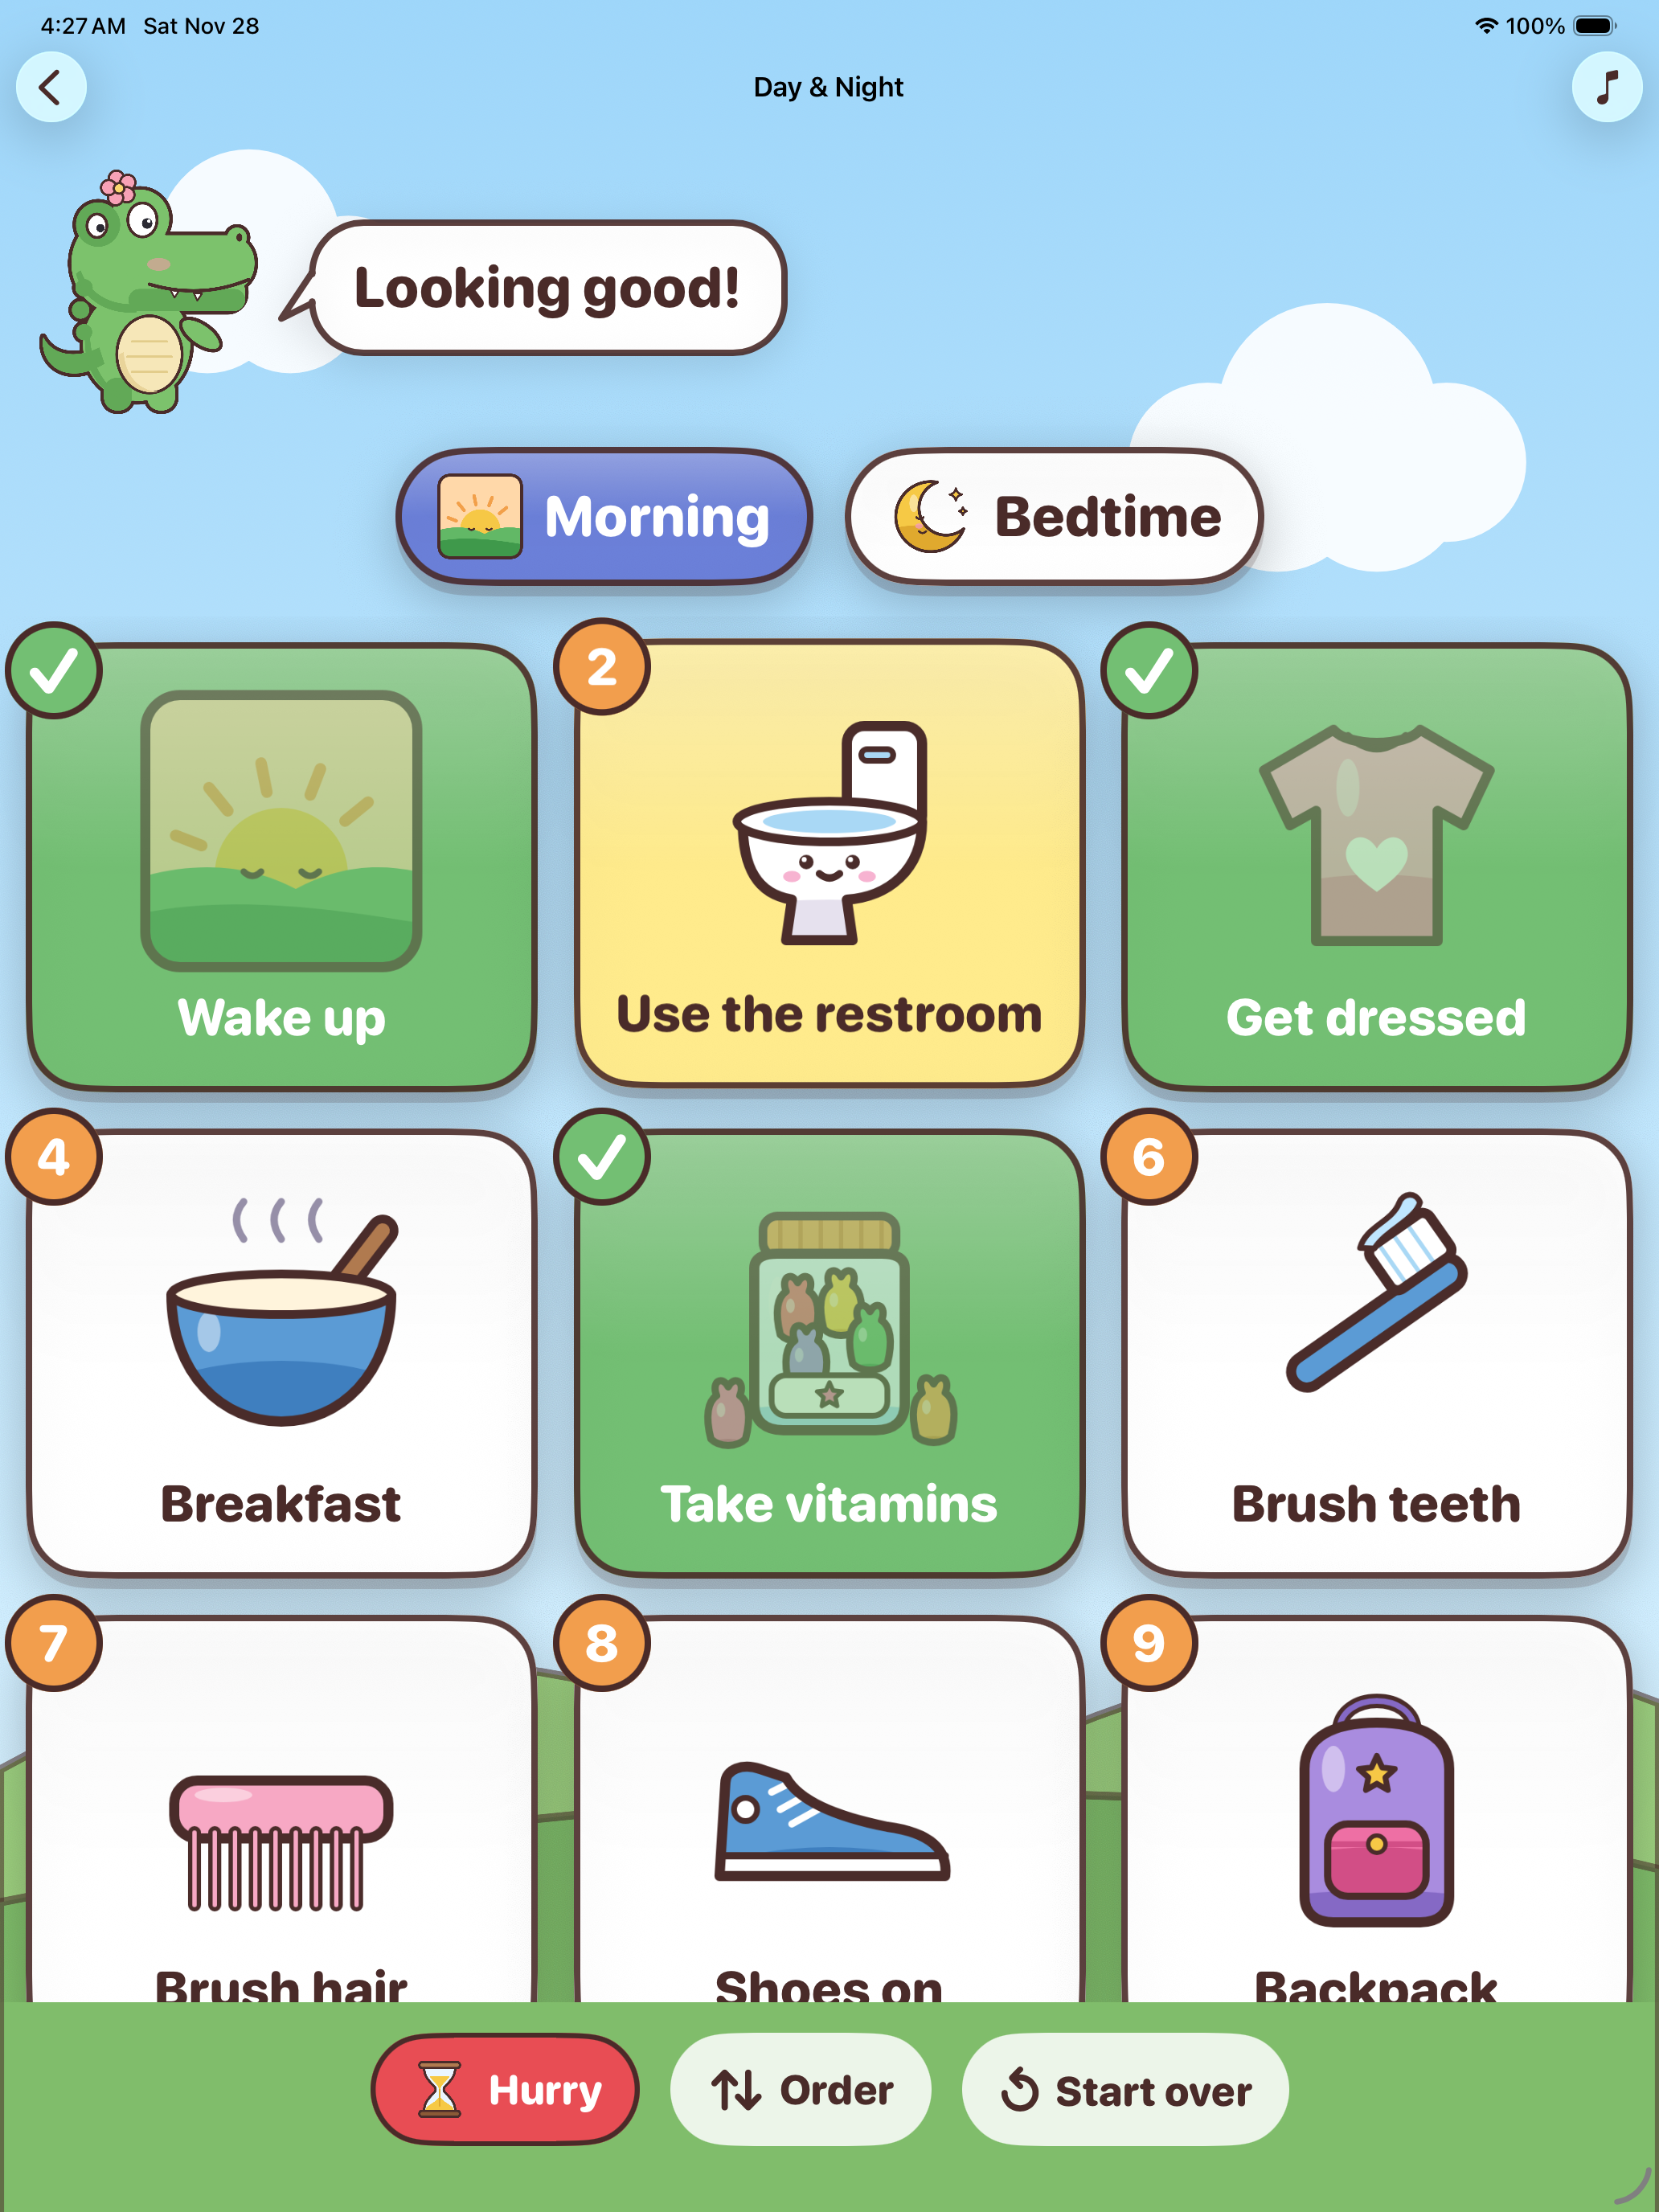 4:27 AM Sat Nov 28
100%
Day & Night
Looking good!
Morning
Bedtime
2
Wake up
Use the restroom
Get dressed
4
6
Breakfast
Take vitamins
Brush teeth
7
8
9
Brush hair
Shoes on
Backpack
Hurry
Order
Start over